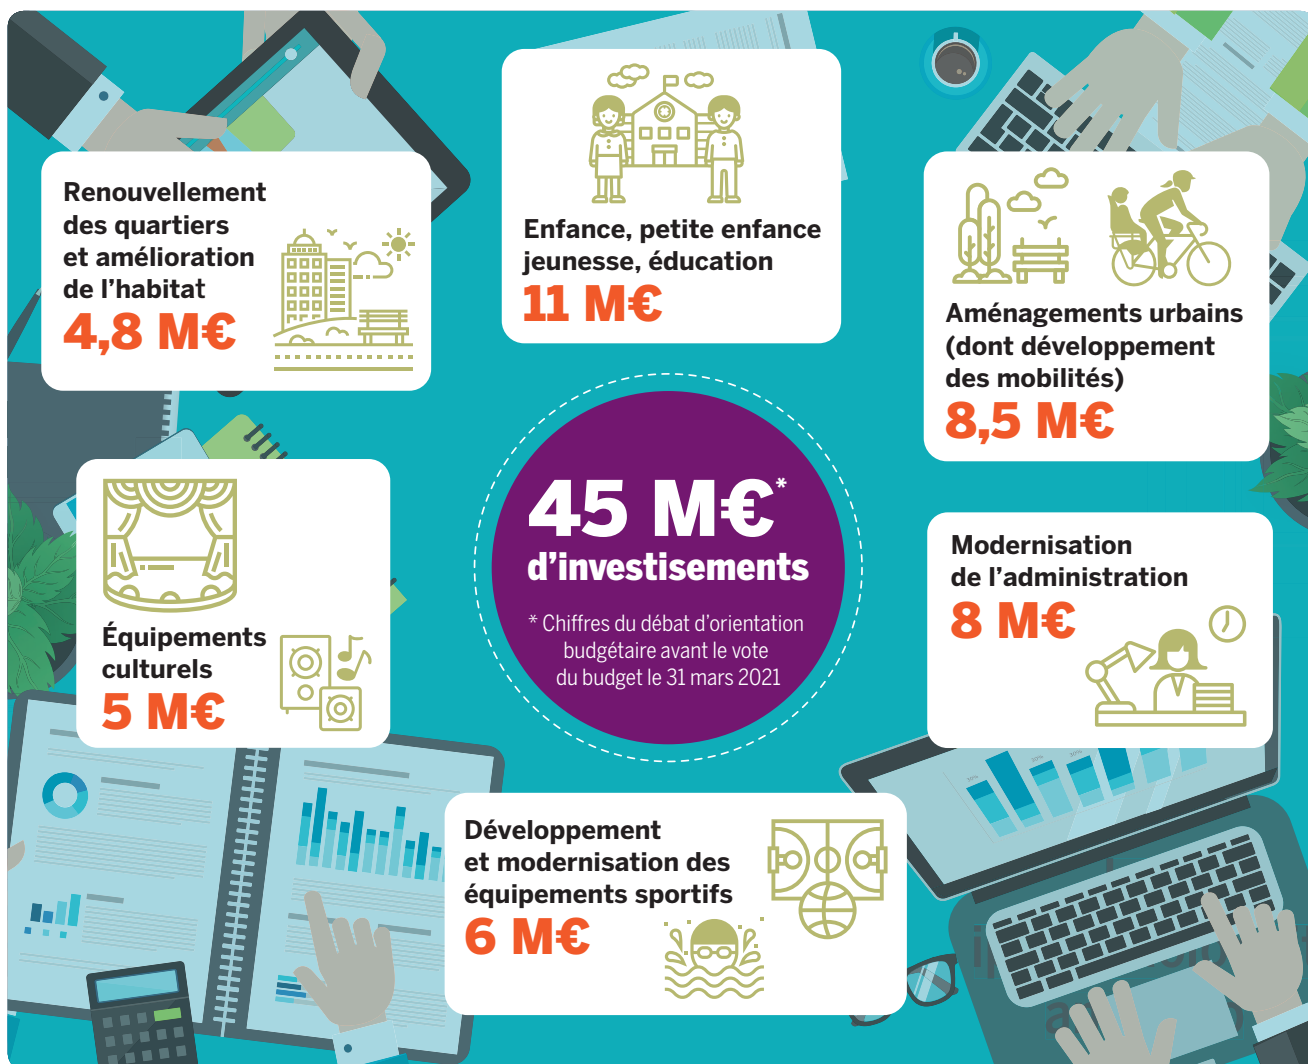 Enfance, petite enfance
jeunesse, éducation
11 M€
Renouvellement
des quartiers
et amélioration
de l’habitat
4,8 M€
Aménagements urbains
(dont développement
des mobilités)
8,5 M€
45 M€*
d’investisements
* Chiffres du débat d’orientation
budgétaire avant le vote
du budget le 31 mars 2021
Équipements
culturels
5 M€
Modernisation
de l’administration
8 M€
Développement
et modernisation des
équipements sportifs
6 M€